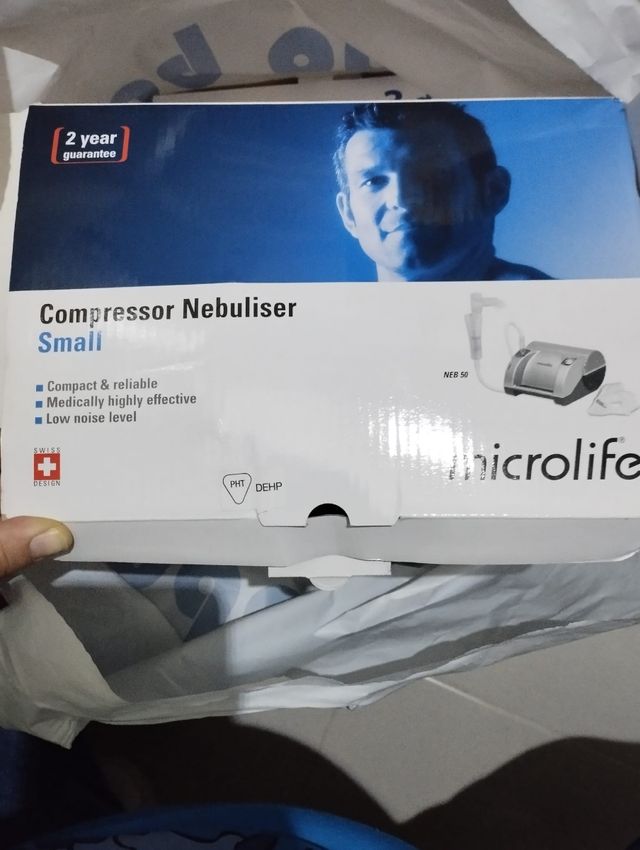 2 year
guarantee
Compressor Nebuliser
Small
Compact & reliable
Medically highly effective
Low noise level
NEB 50
microlife®
SWISS
DESIGN
PHT DEHP